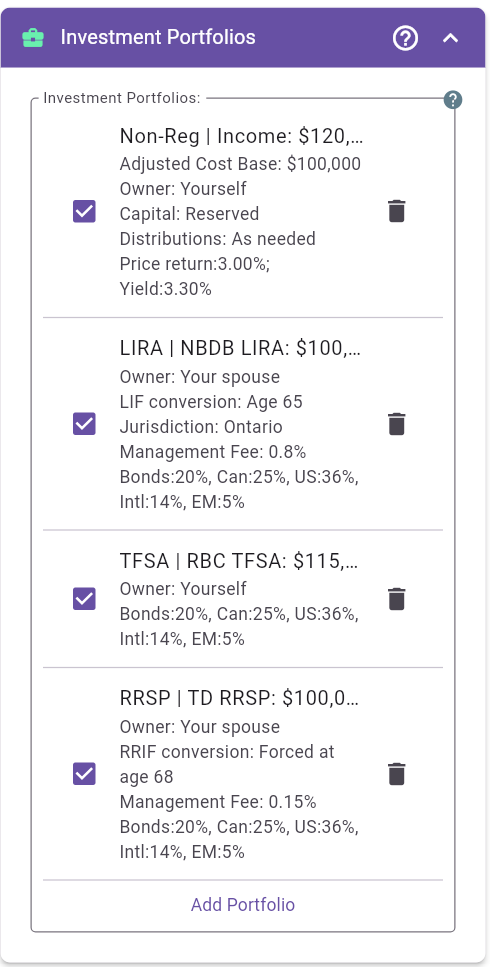 Investment Portfolios
?
Investment Portfolios:
?
Non-Reg | Income: $120,...
Adjusted Cost Base: $100,000
Owner: Yourself
Capital: Reserved
Distributions: As needed
Price return:3.00%;
Yield:3.30%
LIRA | NBDB LIRA: $100,...
Owner: Your spouse
LIF conversion: Age 65
Jurisdiction: Ontario
Management Fee: 0.8%
Bonds:20%, Can:25%, US:36%,
Intl:14%, EM:5%
TFSA | RBC TFSA: $115,...
Owner: Yourself
Bonds:20%, Can:25%, US:36%,
Intl:14%, EM:5%
RRSP | TD RRSP: $100,0...
Owner: Your spouse
RRIF conversion: Forced at
age 68
Management Fee: 0.15%
Bonds:20%, Can:25%, US:36%,
Intl:14%, EM:5%
Add Portfolio